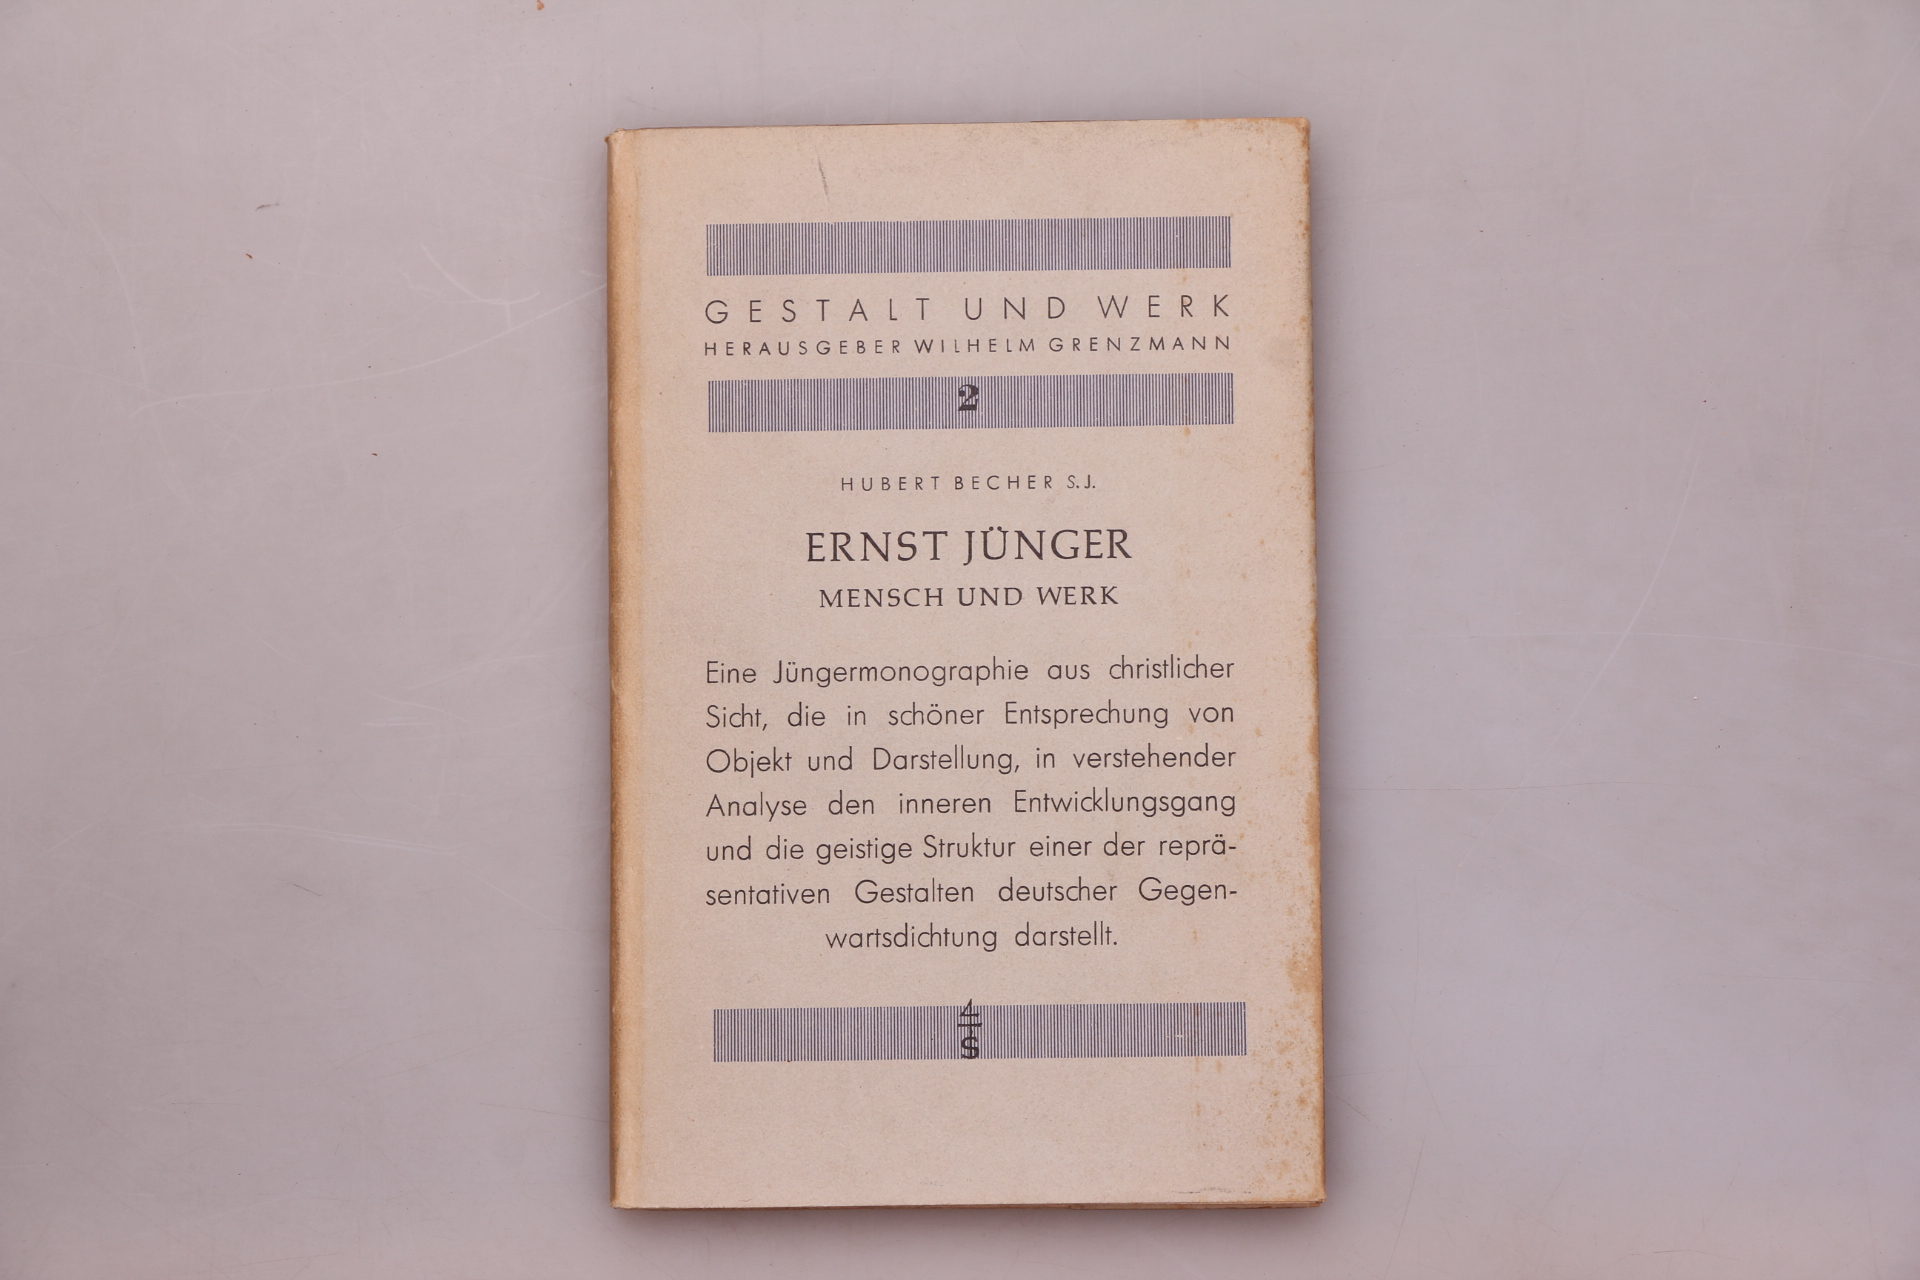 GESTALT UND WERK
HERAUSGEBER WILHELM GRENZMANN
2
HUBERT BECHER S.J.
ERNST JÜNGER
MENSCH UND WERK
Eine Jüngermonographie aus christlicher
Sicht, die in schöner Entsprechung von
Objekt und Darstellung, in verstehender
Analyse den inneren Entwicklungsgang
und die geistige Struktur einer der reprä-
sentativen Gestalten deutscher Gegen-
wartsdichtung darstellt.